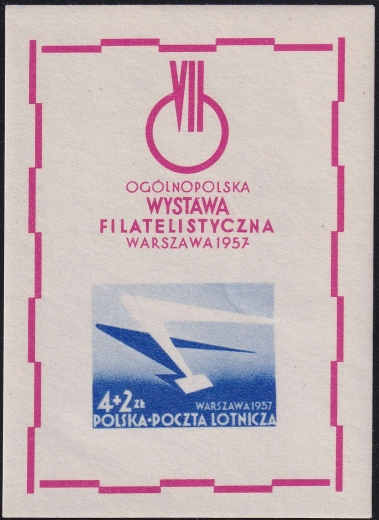 VII
OGÓLNOPOLSKA
WYSTAWA
FILATELISTYCZNA
WARSZAWA 1957
4+2 ZŁ
WARSZAWA 1957
POLSKA·POCZTA LOTNICZA